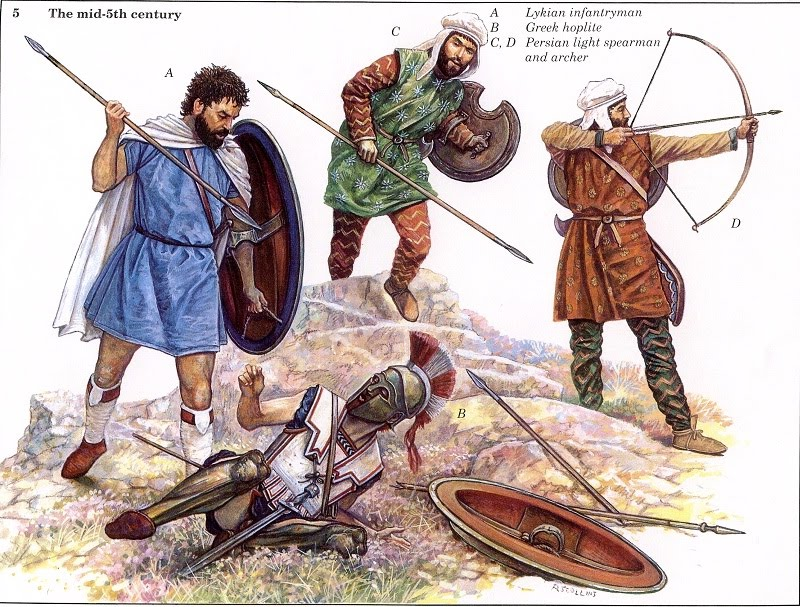 5 The mid-5th century
A Lykian infantryman
B Greek hoplite
C, D Persian light spearman
and archer
A
C
D
B